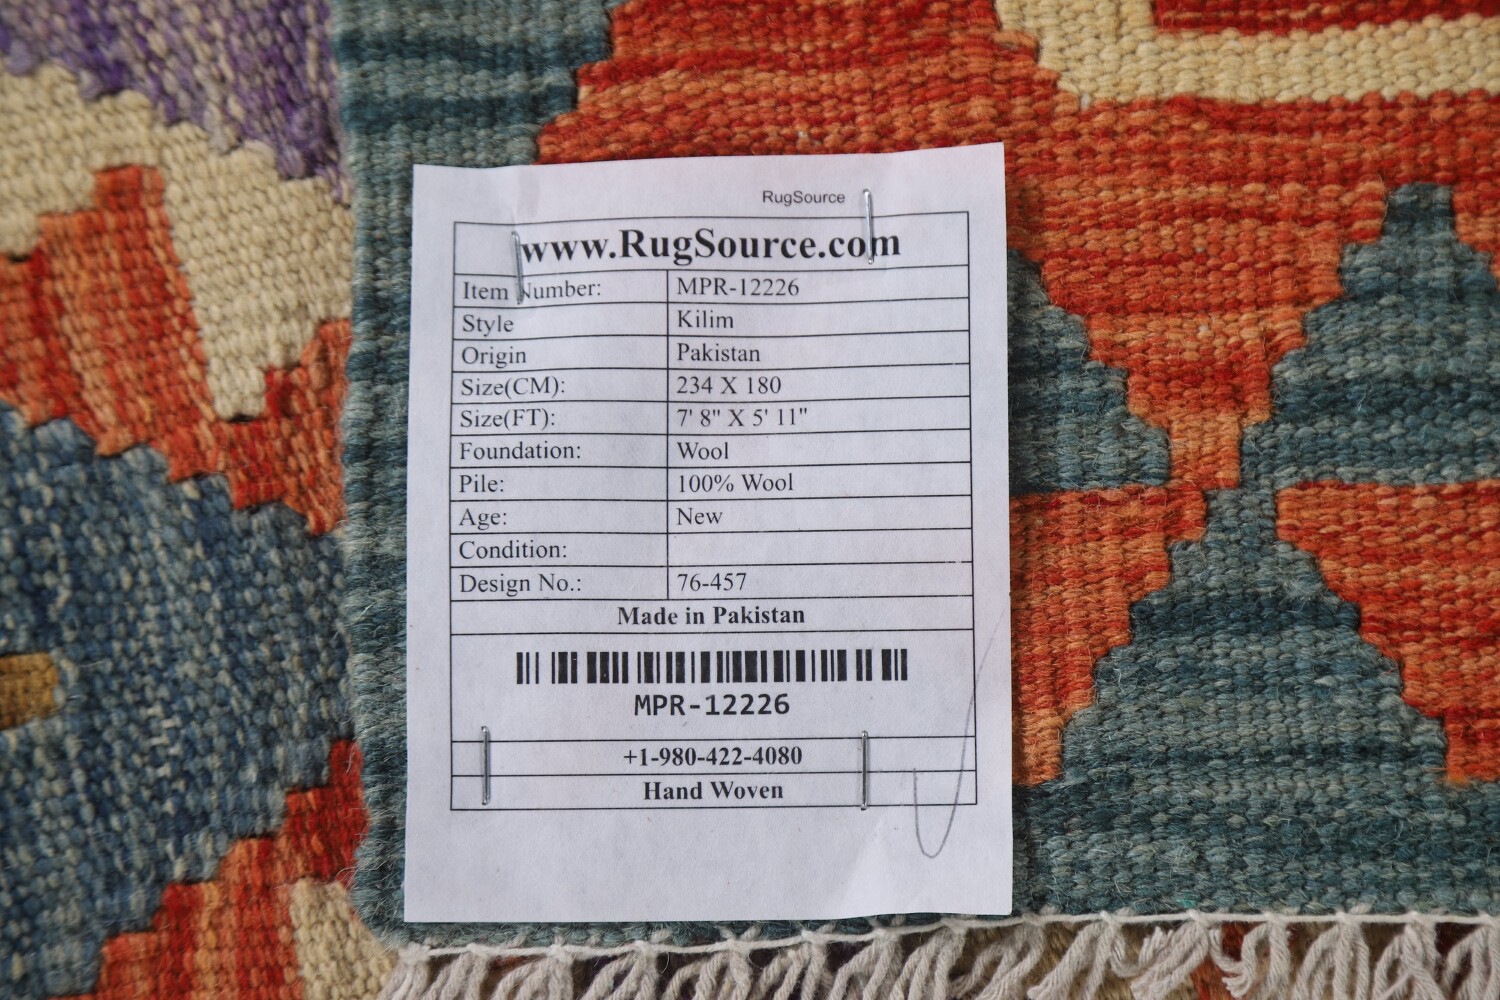 RugSource
www.RugSource.com
Item Number: MPR-12226
Style Kilim
Origin Pakistan
Size(CM): 234 X 180
Size(FT): 7' 8" X 5' 11"
Foundation: Wool
Pile: 100% Wool
Age: New
Condition:
Design No.: 76-457
Made in Pakistan
MPR-12226
+1-980-422-4080
Hand Woven